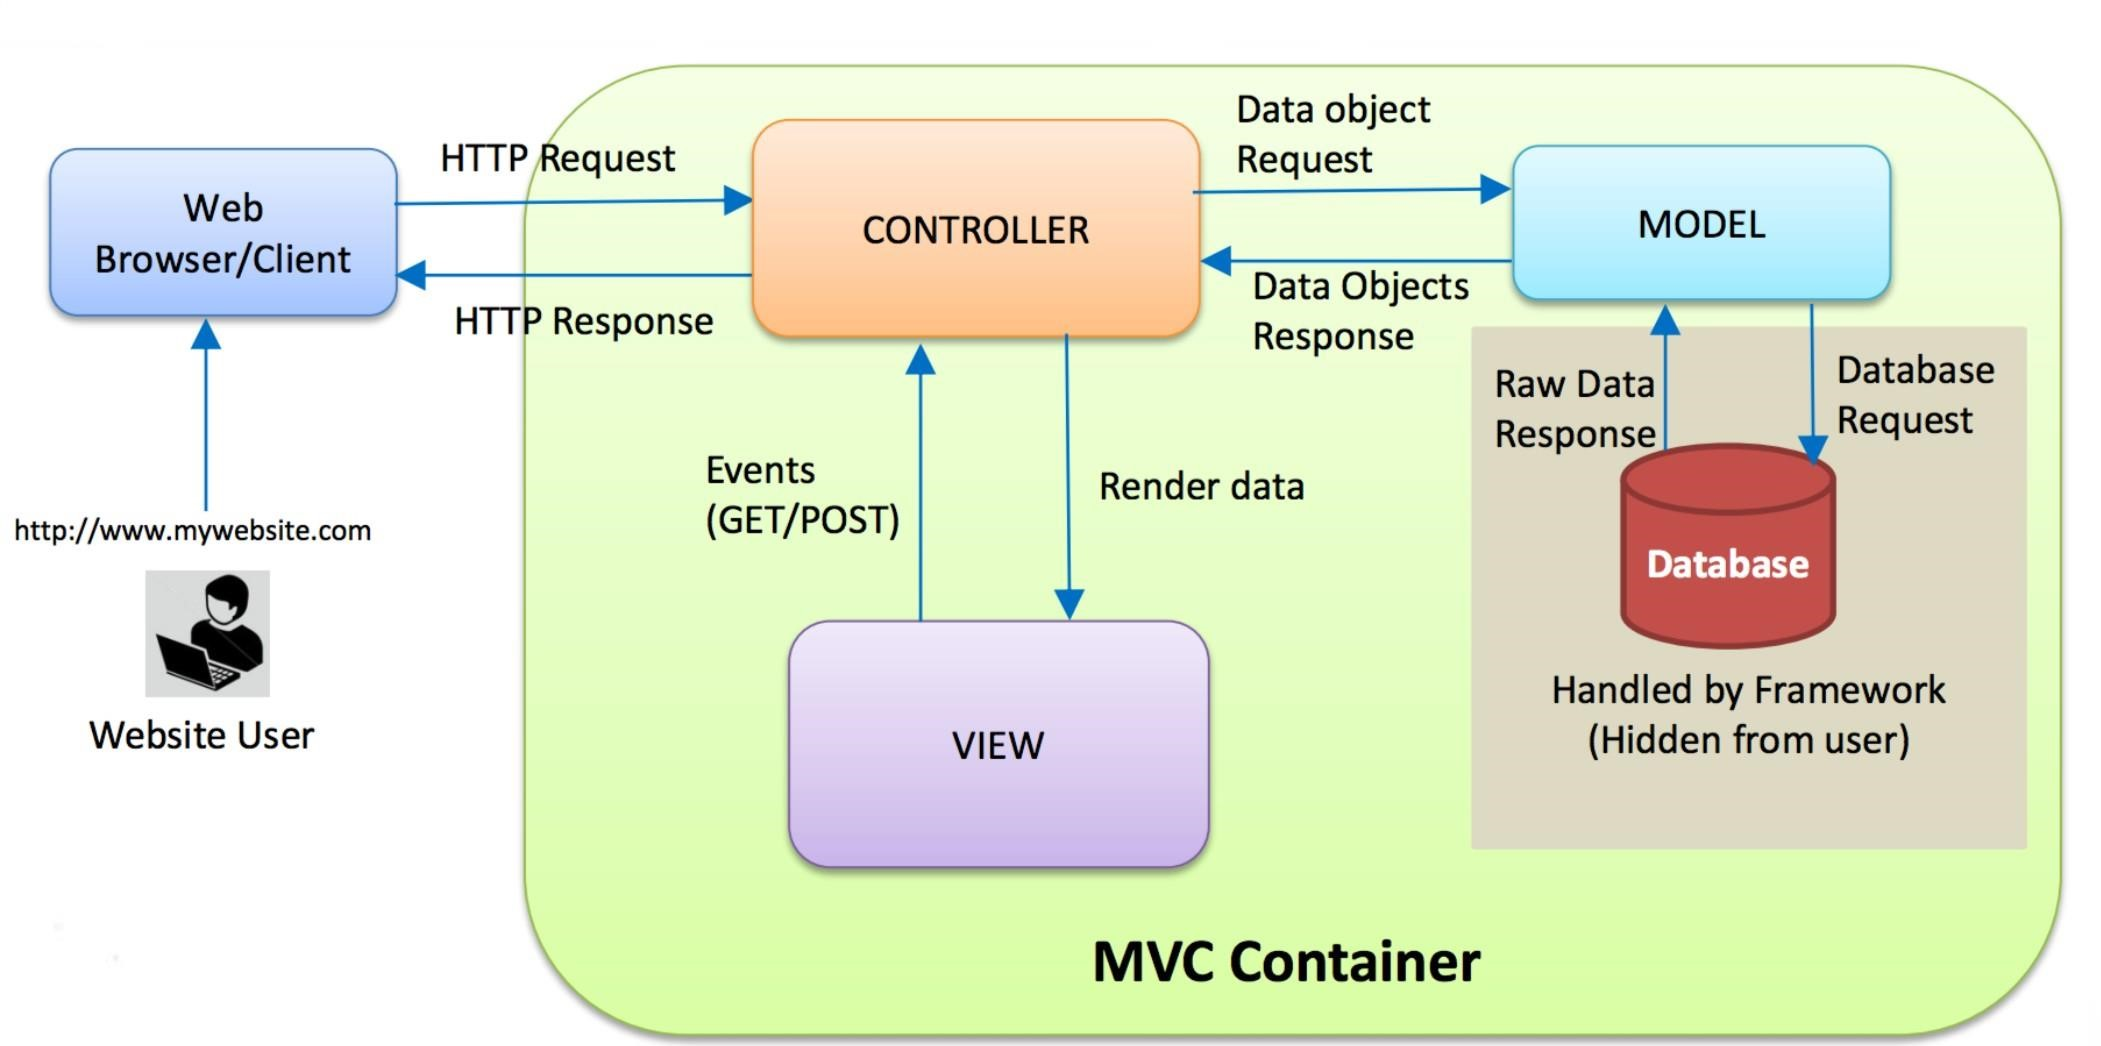 Web
Browser/Client
HTTP Request
HTTP Response
http://www.mywebsite.com
Website User
CONTROLLER
Data object
Request
Data Objects
Response
MODEL
Events
(GET/POST)
Render data
VIEW
Raw Data
Response
Database
Request
Database
Handled by Framework
(Hidden from user)
MVC Container